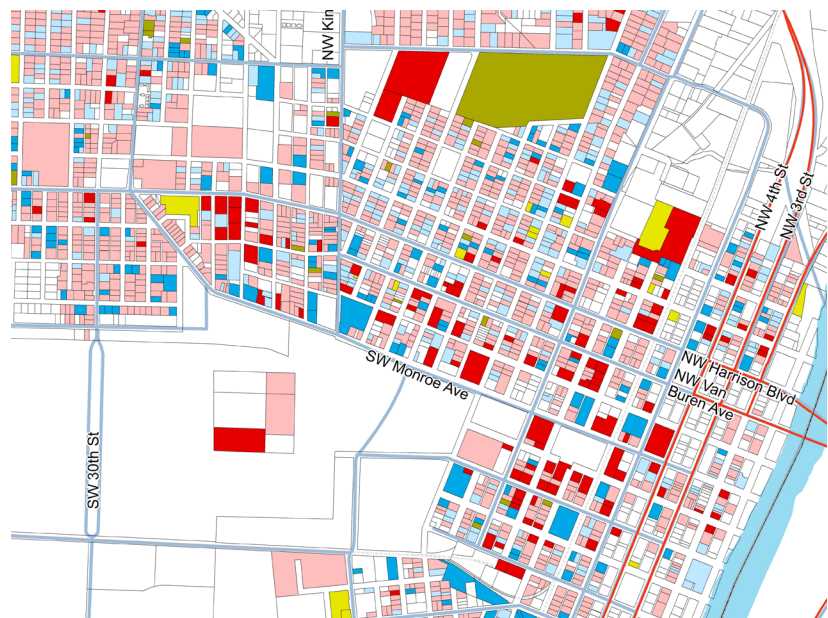 NW Kin
NW 4th St
NW 3rd St
SW Monroe Ave
NW Harrison Blvd
NW Van
Buren Ave
SW 30th St